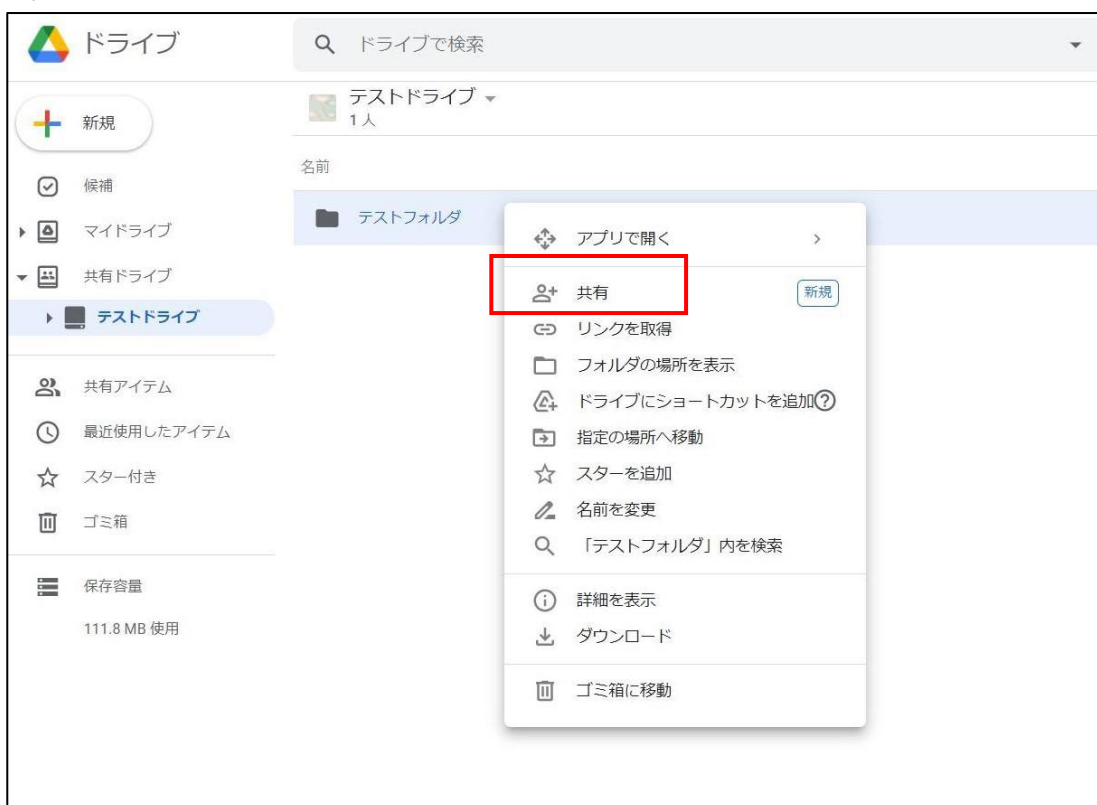 ドライブ
ドライブで検索
新規
テストドライブ
1 人
名前
候補
マイドライブ
共有ドライブ
テストドライブ
共有アイテム
最近使用したアイテム
スター付き
ゴミ箱
保存容量
111.8 MB 使用
テストフォルダ
アプリで開く
共有 新規
リンクを取得
フォルダの場所を表示
ドライブにショートカットを追加
指定の場所へ移動
スターを追加
名前を変更
「テストフォルダ」内を検索
詳細を表示
ダウンロード
ゴミ箱に移動